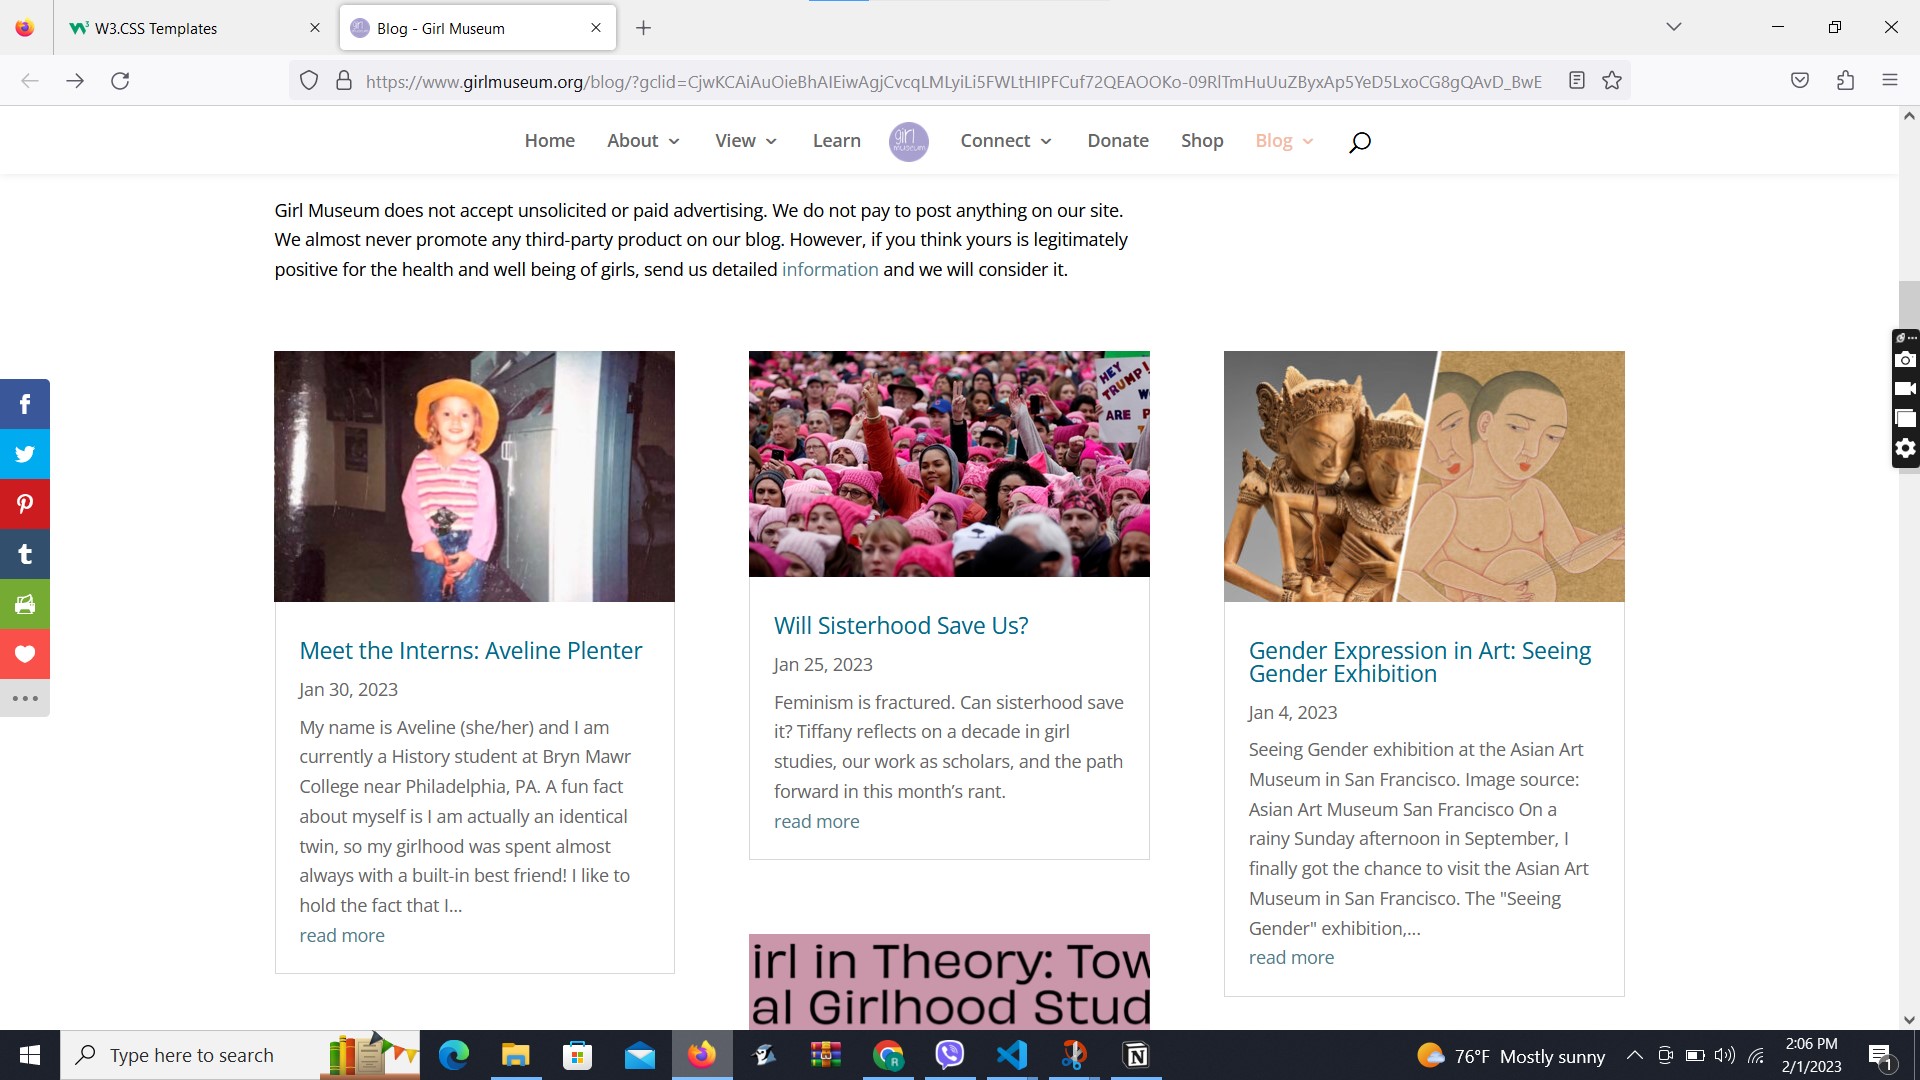 W3.CSS Templates
Blog - Girl Museum
https://www.girlmuseum.org/blog/?gclid=CjwKCAiAuOieBhAIEiwAgjCvcqLMLyiLi5FWLtHIPFCuf72QEAOOKo-09RlTmHuUuZByxAp5YeD5LxoCG8gQAvD_BwE
Home About View Learn girl museum Connect Donate Shop Blog
Girl Museum does not accept unsolicited or paid advertising. We do not pay to post anything on our site.
We almost never promote any third-party product on our blog. However, if you think yours is legitimately
positive for the health and well being of girls, send us detailed information and we will consider it.
HEY
TRUMP!
ARE
Meet the Interns: Aveline Plenter
Jan 30, 2023
My name is Aveline (she/her) and I am
currently a History student at Bryn Mawr
College near Philadelphia, PA. A fun fact
about myself is I am actually an identical
twin, so my girlhood was spent almost
always with a built-in best friend! I like to
hold the fact that I...
read more
Will Sisterhood Save Us?
Jan 25, 2023
Feminism is fractured. Can sisterhood save
it? Tiffany reflects on a decade in girl
studies, our work as scholars, and the path
forward in this month’s rant.
read more
irl in Theory: Tow
al Girlhood Stud
Gender Expression in Art: Seeing
Gender Exhibition
Jan 4, 2023
Seeing Gender exhibition at the Asian Art
Museum in San Francisco. Image source:
Asian Art Museum San Francisco On a
rainy Sunday afternoon in September, I
finally got the chance to visit the Asian Art
Museum in San Francisco. The "Seeing
Gender" exhibition,...
read more
Type here to search
76°F Mostly sunny
2:06 PM
2/1/2023
1